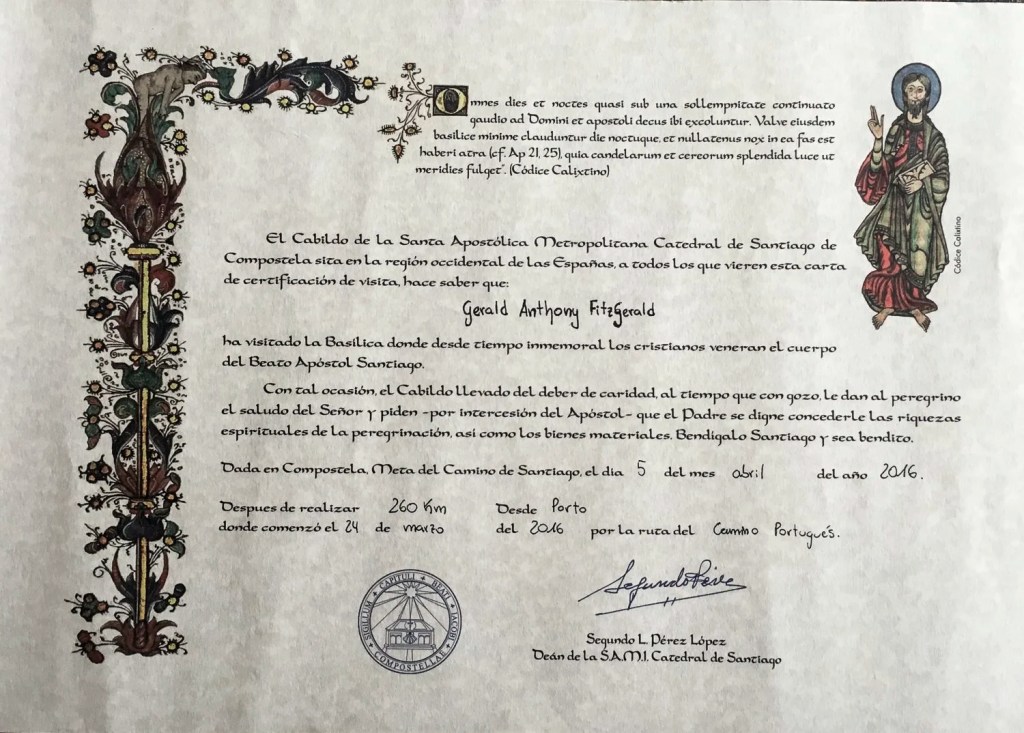 Omnes dies et noctes quasi sub una sollempnitate continuato
gaudio ad Domini et apostoli decus ibi excoluntur. Valve eiusdem
basilice minime clauduntur die noctuque, et nullatenus nox in ea fas est
haberi atra (cf. Ap 21, 25), quia candelarum et cereorum splendida luce ut
meridies fulget". (Códice Calixtino)
Códice Caliatino
El Cabildo de la Santa Apostólica Metropolitana Catedral de Santiago de
Compostela sita en la región occidental de las Españas, a todos los que vieren esta carta
de certificación de visita, hace saber que:
Gerald Anthony FitzGerald
ha visitado la Basílica donde desde tiempo inmemoral los cristianos veneran el cuerpo
del Beato Apóstol Santiago.
Con tal ocasión, el Cabildo llevado del deber de caridad, al tiempo que con gozo, le dan al peregrino
el saludo del Señor y piden -por intercesión del Apóstol- que el Padre se digne concederle las riquezas
espirituales de la peregrinación, asi como los bienes materiales. Bendígalo Santiago y sea bendito.
Dada en Compostela, Meta del Camino de Santiago, el dia 5 del mes abril del año 2016.
Despues de realizar 260 Km Desde Porto
donde comenzó el 24 de marzo del 2016 por la ruta del Camino Portugués.
SIGILLUM CAPITULI BEATI IACOBI COMPOSTELLAE
Segundo Pérez
Segundo L. Pérez López
Deán de la S.A.M.I. Catedral de Santiago